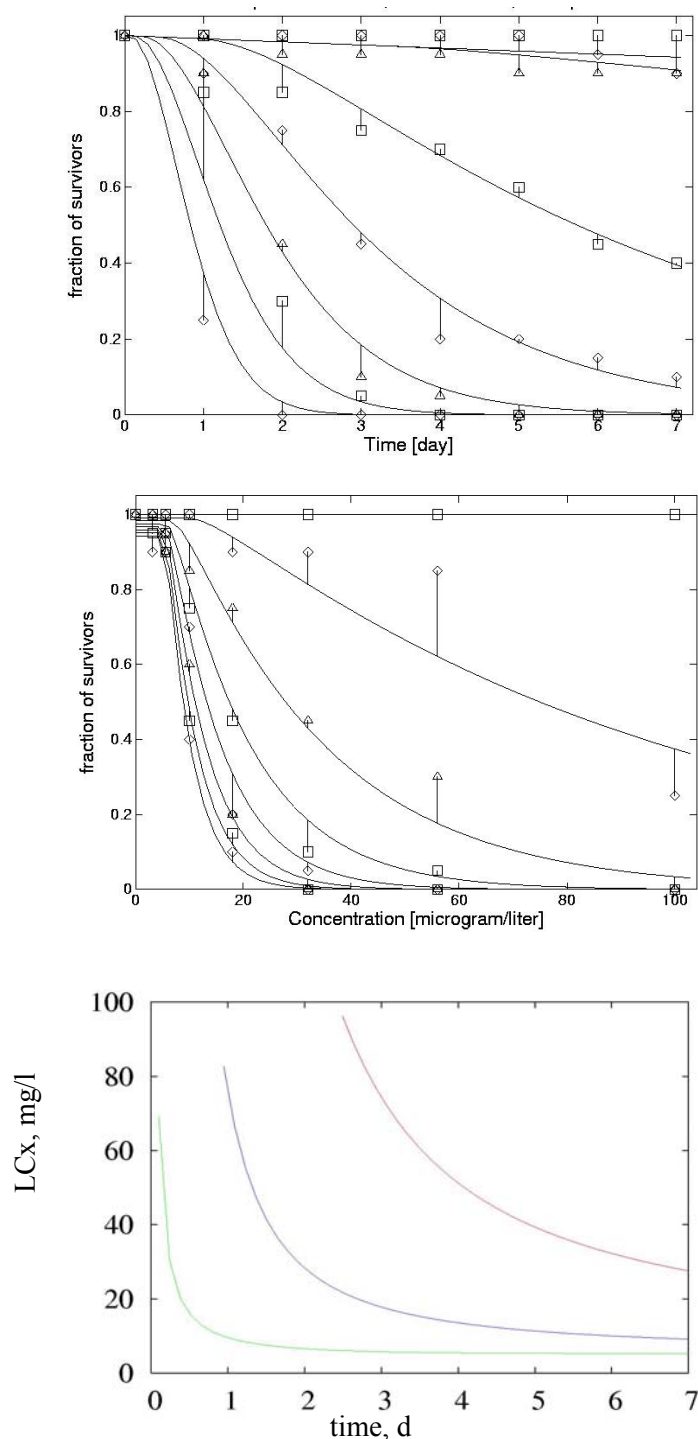 1
0.8
0.6
0.4
0.2
0
fraction of survivors
0 1 2 3 4 5 6 7
Time [day]
1
0.8
0.6
0.4
0.2
0
fraction of survivors
0 20 40 60 80 100
Concentration [microgram/liter]
100
80
60
40
20
0
LCx, mg/l
0 1 2 3 4 5 6 7
time, d